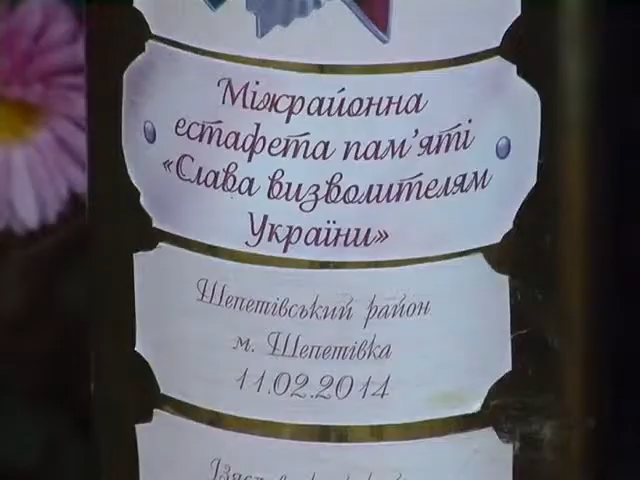 Міжрайонна
естафета пам'яті
«Слава визволителям
України»
Шепетівський район
м. Шепетівка
11.02.2014